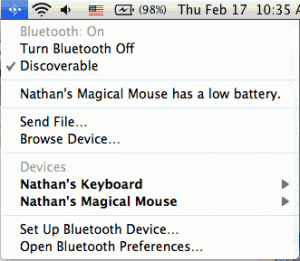 (98%) Thu Feb 17 10:35 A
Bluetooth: On
Turn Bluetooth Off
✓ Discoverable
Nathan's Magical Mouse has a low battery.
Send File...
Browse Device...
Devices
Nathan's Keyboard
Nathan's Magical Mouse
Set Up Bluetooth Device...
Open Bluetooth Preferences...